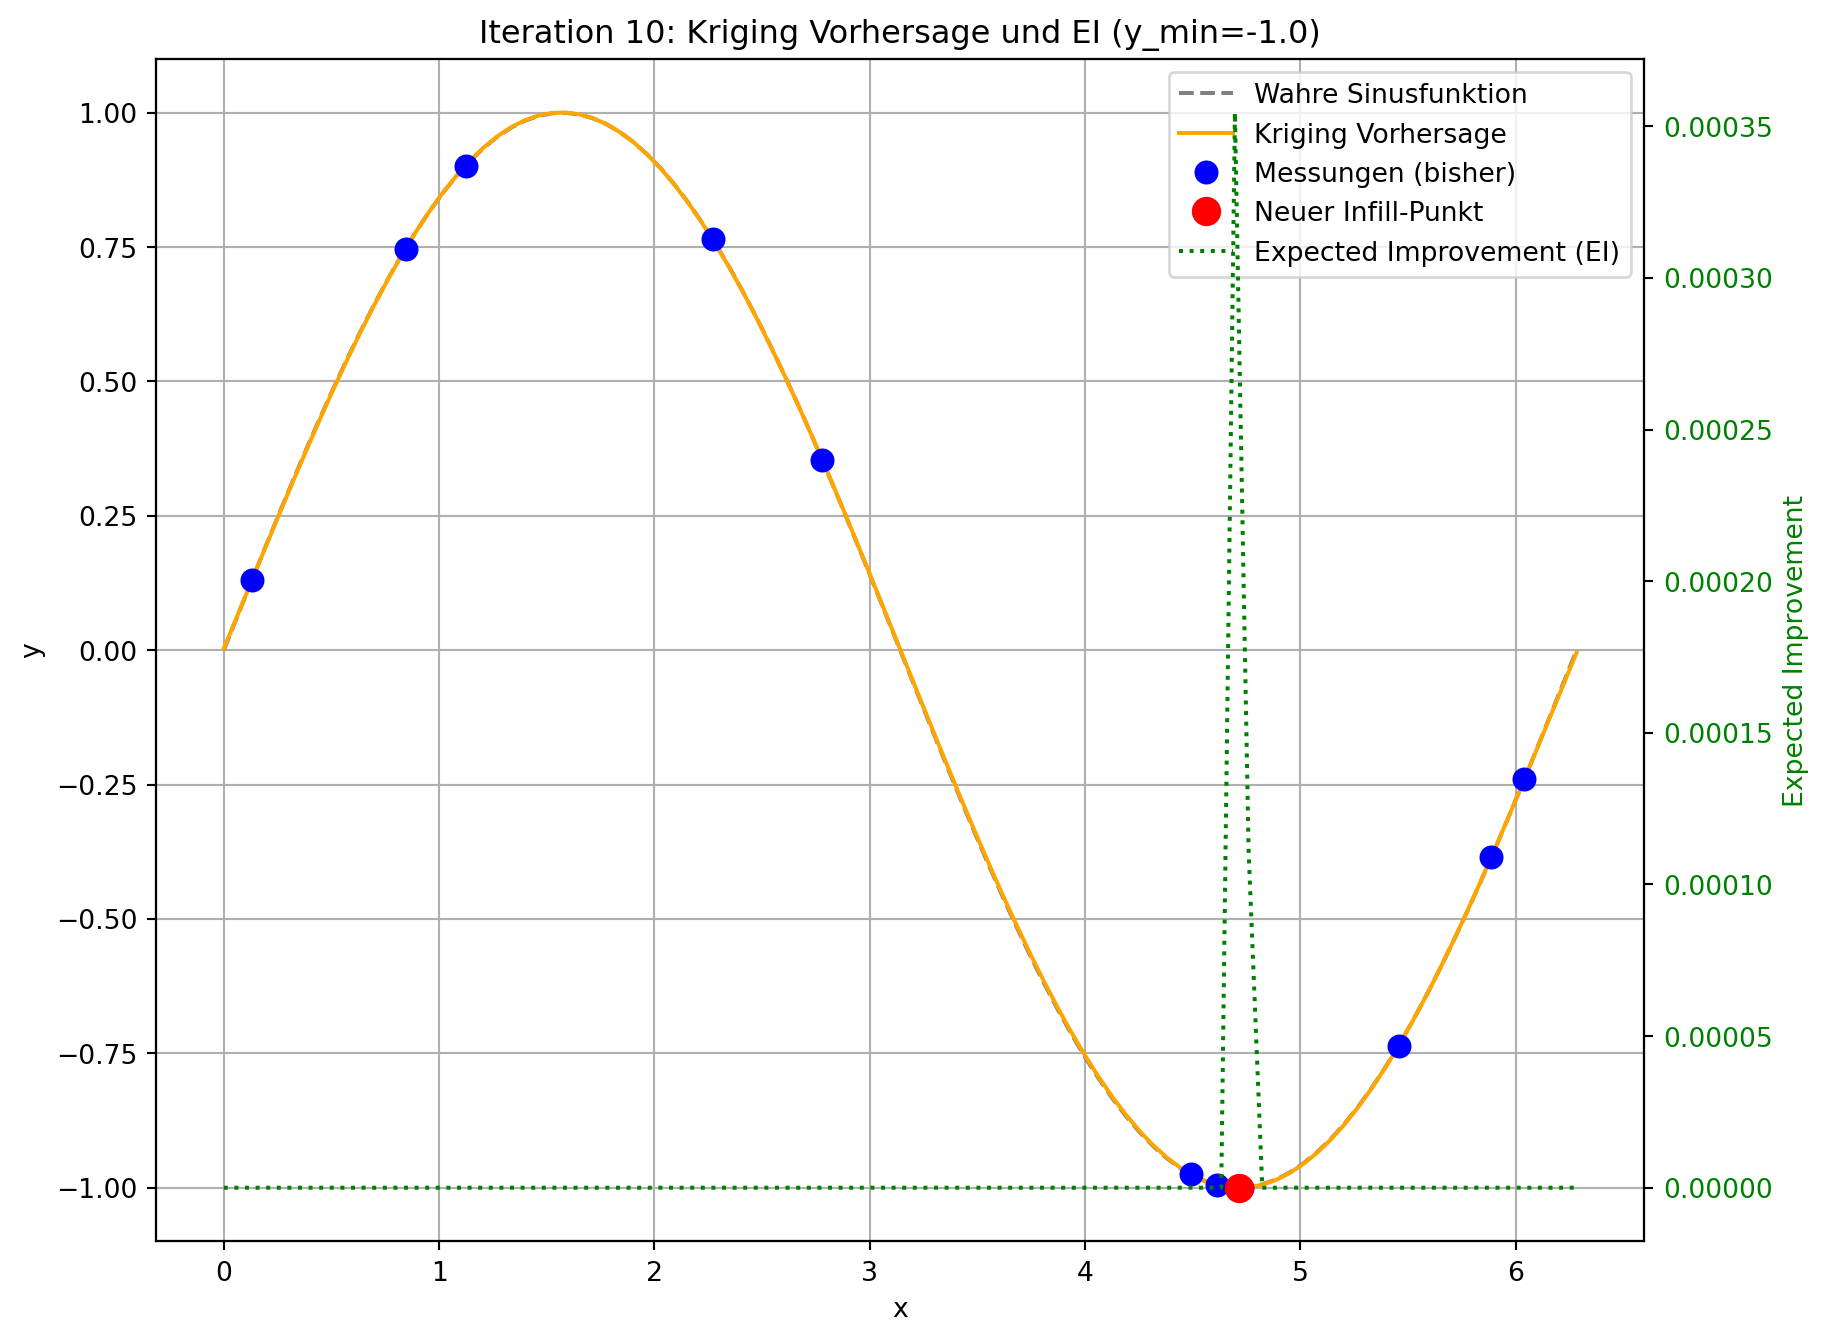 Iteration 10: Kriging Vorhersage und EI (y_min=-1.0)
Wahre Sinusfunktion
Kriging Vorhersage
Messungen (bisher)
Neuer Infill-Punkt
Expected Improvement (EI)
1.00
0.75
0.50
0.25
0.00
−0.25
−0.50
−0.75
−1.00
y
0.00035
0.00030
0.00025
0.00020
0.00015
0.00010
0.00005
0.00000
Expected Improvement
0 1 2 3 4 5 6
x